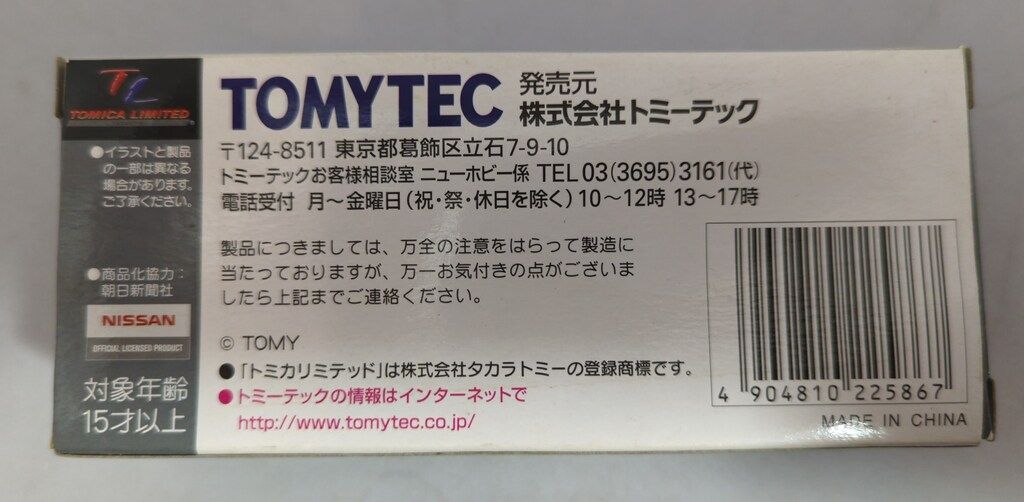 TL
TOMICA LIMITED
●イラストと製品
の一部は異なる
場合があります。
ご了承ください。
●商品化協力：
朝日新聞社
NISSAN
OFFICIAL LICENSED PRODUCT
対象年齢
15才以上
TOMYTEC 発売元
株式会社トミーテック
〒124-8511 東京都葛飾区立石7-9-10
トミーテックお客様相談室 ニューホビー係 TEL 03(3695)3161(代)
電話受付 月〜金曜日(祝・祭・休日を除く) 10〜12時 13〜17時
製品につきましては、万全の注意をはらって製造に
当たっておりますが、万一お気付きの点がございま
したら上記までご連絡ください。
© TOMY
●「トミカリミテッド」は株式会社タカラトミーの登録商標です。
●トミーテックの情報はインターネットで
http://www.tomytec.co.jp/
4 904810 225867
MADE IN CHINA